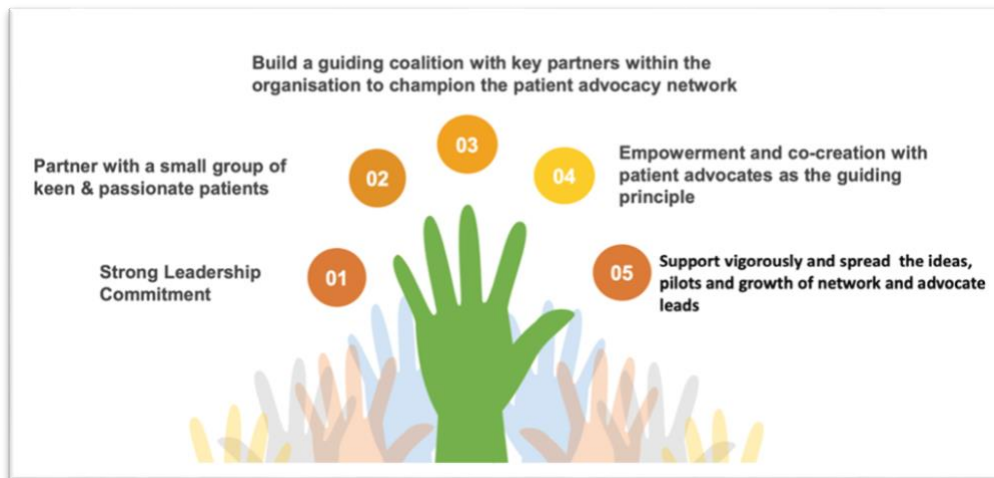 Build a guiding coalition with key partners within the
organisation to champion the patient advocacy network
03
Partner with a small group of
keen & passionate patients
02
04
Empowerment and co-creation with
patient advocates as the guiding
principle
Strong Leadership
Commitment
01
05
Support vigorously and spread the ideas,
pilots and growth of network and advocate
leads